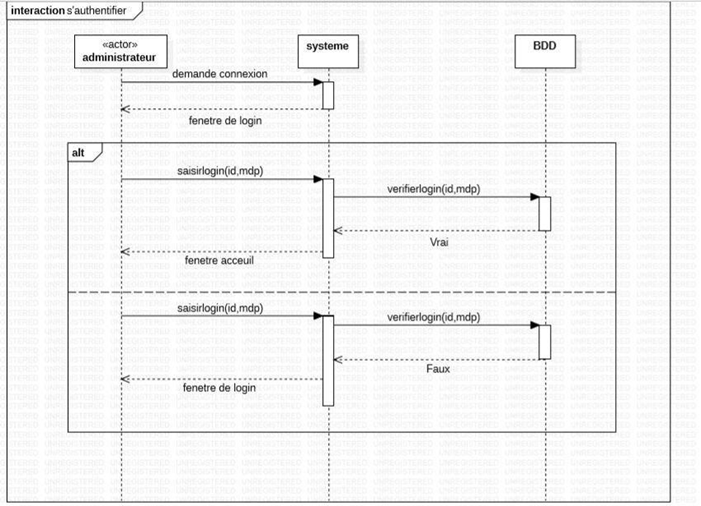 interaction s'authentifier
«actor»
administrateur
systeme
BDD
demande connexion
fenetre de login
alt
saisirlogin(id,mdp)
verifierlogin(id,mdp)
Vrai
fenetre acceuil
saisirlogin(id,mdp)
verifierlogin(id,mdp)
Faux
fenetre de login